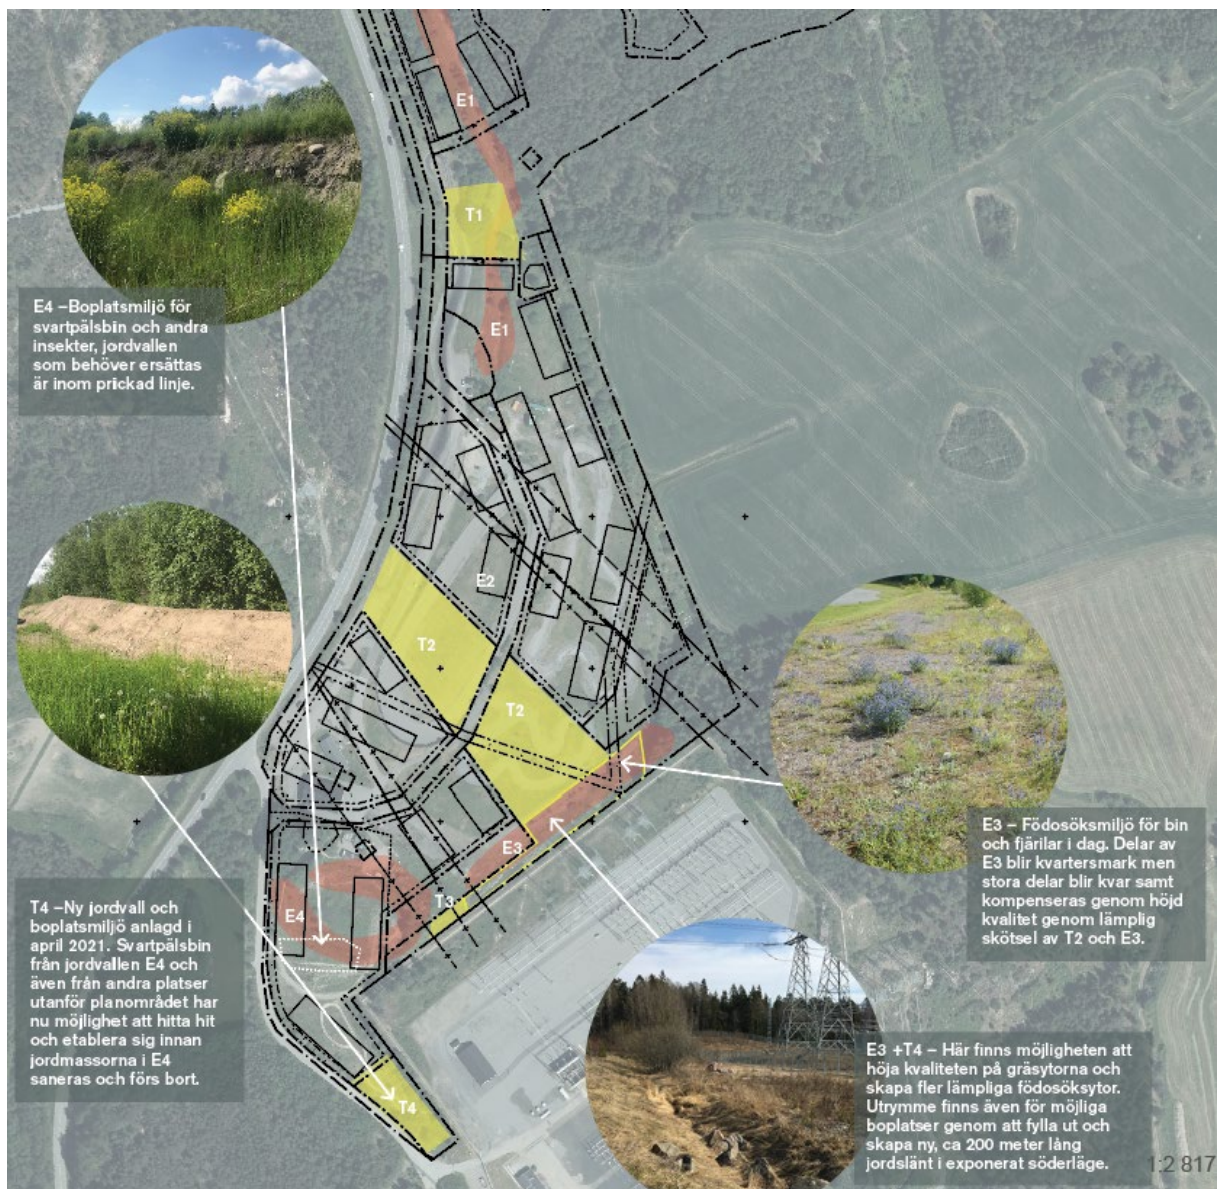 E1
T1
E4 –Boplatsmiljö för
svartpälsbin och andra
insekter, jordvallen
som behöver ersättas
är inom prickad linje.
E1
E2
T2
T2
E3
E3 – Födosöksmiljö för bin
och fjärilar i dag. Delar av
E3 blir kvartersmark men
stora delar blir kvar samt
kompenseras genom höjd
kvalitet genom lämplig
skötsel av T2 och E3.
T3
E4
T4 –Ny jordvall och
boplatsmiljö anlagd i
april 2021. Svartpälsbin
från jordvallen E4 och
även från andra platser
utanför planområdet har
nu möjlighet att hitta hit
och etablera sig innan
jordmassorna i E4
saneras och förs bort.
T4
E3 +T4 – Här finns möjligheten att
höja kvaliteten på gräsytorna och
skapa fler lämpliga födosöksytor.
Utrymme finns även för möjliga
boplatser genom att fylla ut och
skapa ny, ca 200 meter lång
jordslänt i exponerat söderläge.
1:2 817